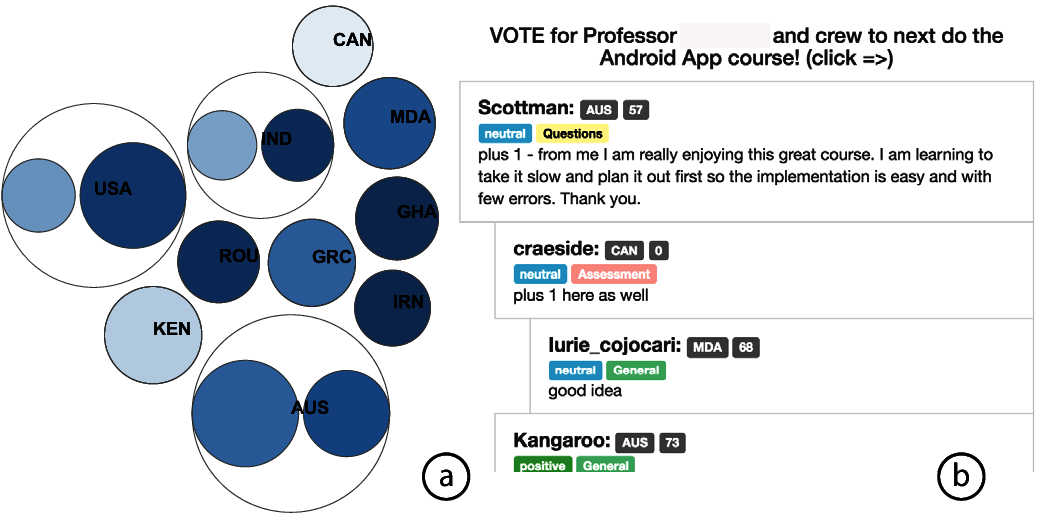 CAN
MDA
IND
USA
GHA
ROU
GRC
IRN
KEN
AUS
a
VOTE for Professor and crew to next do the
Android App course! (click =>)
Scottman: AUS 57
neutral Questions
plus 1 - from me I am really enjoying this great course. I am learning to
take it slow and plan it out first so the implementation is easy and with
few errors. Thank you.
craeside: CAN 0
neutral Assessment
plus 1 here as well
Iurie_cojocari: MDA 68
neutral General
good idea
Kangaroo: AUS 73
positive General
b